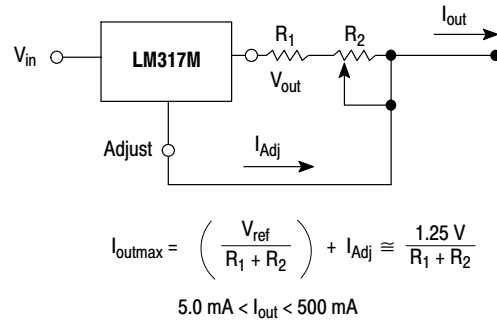 I_out
R_1 R_2
V_in
LM317M
V_out
Adjust
I_Adj
I_outmax = ( V_ref / R_1 + R_2 ) + I_Adj ≅ 1.25 V / R_1 + R_2
5.0 mA < I_out < 500 mA